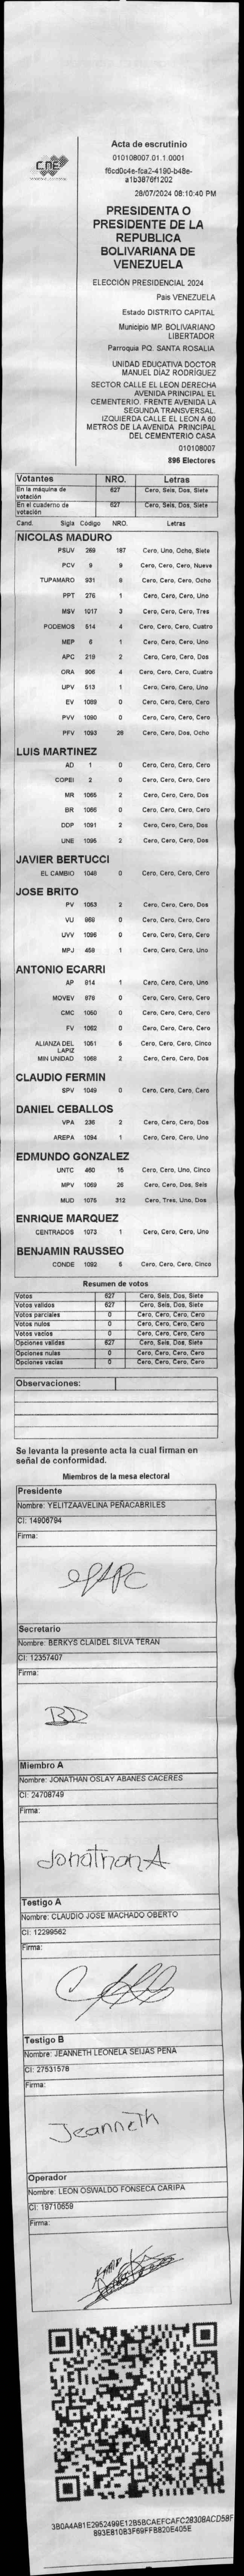 CNE
Acta de escrutinio
010108007.01.1.0001
f6cd0c4e-fca2-4190-b48e-
a1b3876f1202
28/07/2024 08:10:40 PM
PRESIDENTA O
PRESIDENTE DE LA
REPUBLICA
BOLIVARIANA DE
VENEZUELA
ELECCIÓN PRESIDENCIAL 2024
Pais VENEZUELA
Estado DISTRITO CAPITAL
Municipio MP. BOLIVARIANO
LIBERTADOR
Parroquia PQ. SANTA ROSALIA
UNIDAD EDUCATIVA DOCTOR
MANUEL DIAZ RODRÍGUEZ
SECTOR CALLE EL LEON DERECHA
AVENIDA PRINCIPAL EL
CEMENTERIO. FRENTE AVENIDA LA
SEGUNDA TRANSVERSAL.
IZQUIERDA CALLE EL LEON A 60
METROS DE LA AVENIDA PRINCIPAL
DEL CEMENTERIO CASA
010108007
896 Electores
Votantes NRO. Letras
En la máquina de votación 627 Cero, Seis, Dos, Siete
En el cuaderno de votación 627 Cero, Seis, Dos, Siete
Cand. Sigla Código NRO. Letras
NICOLAS MADURO
PSUV 269 187 Cero, Uno, Ocho, Siete
PCV 9 9 Cero, Cero, Cero, Nueve
TUPAMARO 931 8 Cero, Cero, Cero, Ocho
PPT 276 1 Cero, Cero, Cero, Uno
MSV 1017 3 Cero, Cero, Cero, Tres
PODEMOS 514 4 Cero, Cero, Cero, Cuatro
MEP 6 1 Cero, Cero, Cero, Uno
APC 219 2 Cero, Cero, Cero, Dos
ORA 906 4 Cero, Cero, Cero, Cuatro
UPV 513 1 Cero, Cero, Cero, Uno
EV 1089 0 Cero, Cero, Cero, Cero
PVV 1090 0 Cero, Cero, Cero, Cero
PFV 1093 28 Cero, Cero, Dos, Ocho
LUIS MARTINEZ
AD 1 0 Cero, Cero, Cero, Cero
COPEI 2 0 Cero, Cero, Cero, Cero
MR 1065 2 Cero, Cero, Cero, Dos
BR 1066 0 Cero, Cero, Cero, Cero
DDP 1091 2 Cero, Cero, Cero, Dos
UNE 1095 2 Cero, Cero, Cero, Dos
JAVIER BERTUCCI
EL CAMBIO 1048 0 Cero, Cero, Cero, Cero
JOSE BRITO
PV 1053 2 Cero, Cero, Cero, Dos
VU 869 0 Cero, Cero, Cero, Cero
UVV 1096 0 Cero, Cero, Cero, Cero
MPJ 458 1 Cero, Cero, Cero, Uno
ANTONIO ECARRI
AP 814 1 Cero, Cero, Cero, Uno
MOVEV 878 0 Cero, Cero, Cero, Cero
CMC 1050 0 Cero, Cero, Cero, Cero
FV 1062 0 Cero, Cero, Cero, Cero
ALIANZA DEL LAPIZ 1051 5 Cero, Cero, Cero, Cinco
MIN UNIDAD 1068 2 Cero, Cero, Cero, Dos
CLAUDIO FERMIN
SPV 1049 0 Cero, Cero, Cero, Cero
DANIEL CEBALLOS
VPA 236 2 Cero, Cero, Cero, Dos
AREPA 1094 1 Cero, Cero, Cero, Uno
EDMUNDO GONZALEZ
UNTC 460 15 Cero, Cero, Uno, Cinco
MPV 1069 26 Cero, Cero, Dos, Seis
MUD 1075 312 Cero, Tres, Uno, Dos
ENRIQUE MARQUEZ
CENTRADOS 1073 1 Cero, Cero, Cero, Uno
BENJAMIN RAUSSEO
CONDE 1092 5 Cero, Cero, Cero, Cinco
Resumen de votos
Votos 627 Cero, Seis, Dos, Siete
Votos validos 627 Cero, Seis, Dos, Siete
Votos parciales 0 Cero, Cero, Cero, Cero
Votos nulos 0 Cero, Cero, Cero, Cero
Votos vacios 0 Cero, Cero, Cero, Cero
Opciones validas 627 Cero, Seis, Dos, Siete
Opciones nulas 0 Cero, Cero, Cero, Cero
Opciones vacias 0 Cero, Cero, Cero, Cero
Observaciones:
Se levanta la presente acta la cual firman en
señal de conformidad.
Miembros de la mesa electoral
Presidente
Nombre: YELITZAAVELINA PEÑACABRILES
CI: 14906794
Firma:
Secretario
Nombre: BERKYS CLAIDEL SILVA TERAN
CI: 12357407
Firma:
Miembro A
Nombre: JONATHAN OSLAY ABANES CACERES
CI: 24708749
Firma:
Jonathan A
Testigo A
Nombre: CLAUDIO JOSE MACHADO OBERTO
CI: 12299562
Firma:
Testigo B
Nombre: JEANNETH LEONELA SEIJAS PEÑA
CI: 27531578
Firma:
Jeanneth
Operador
Nombre: LEON OSWALDO FONSECA CARIPA
CI: 19710659
Firma:
3B0A4A81E2952499E12B5BCAEFCAFC28308ACD58F
893E810B3F69FFB820E405E